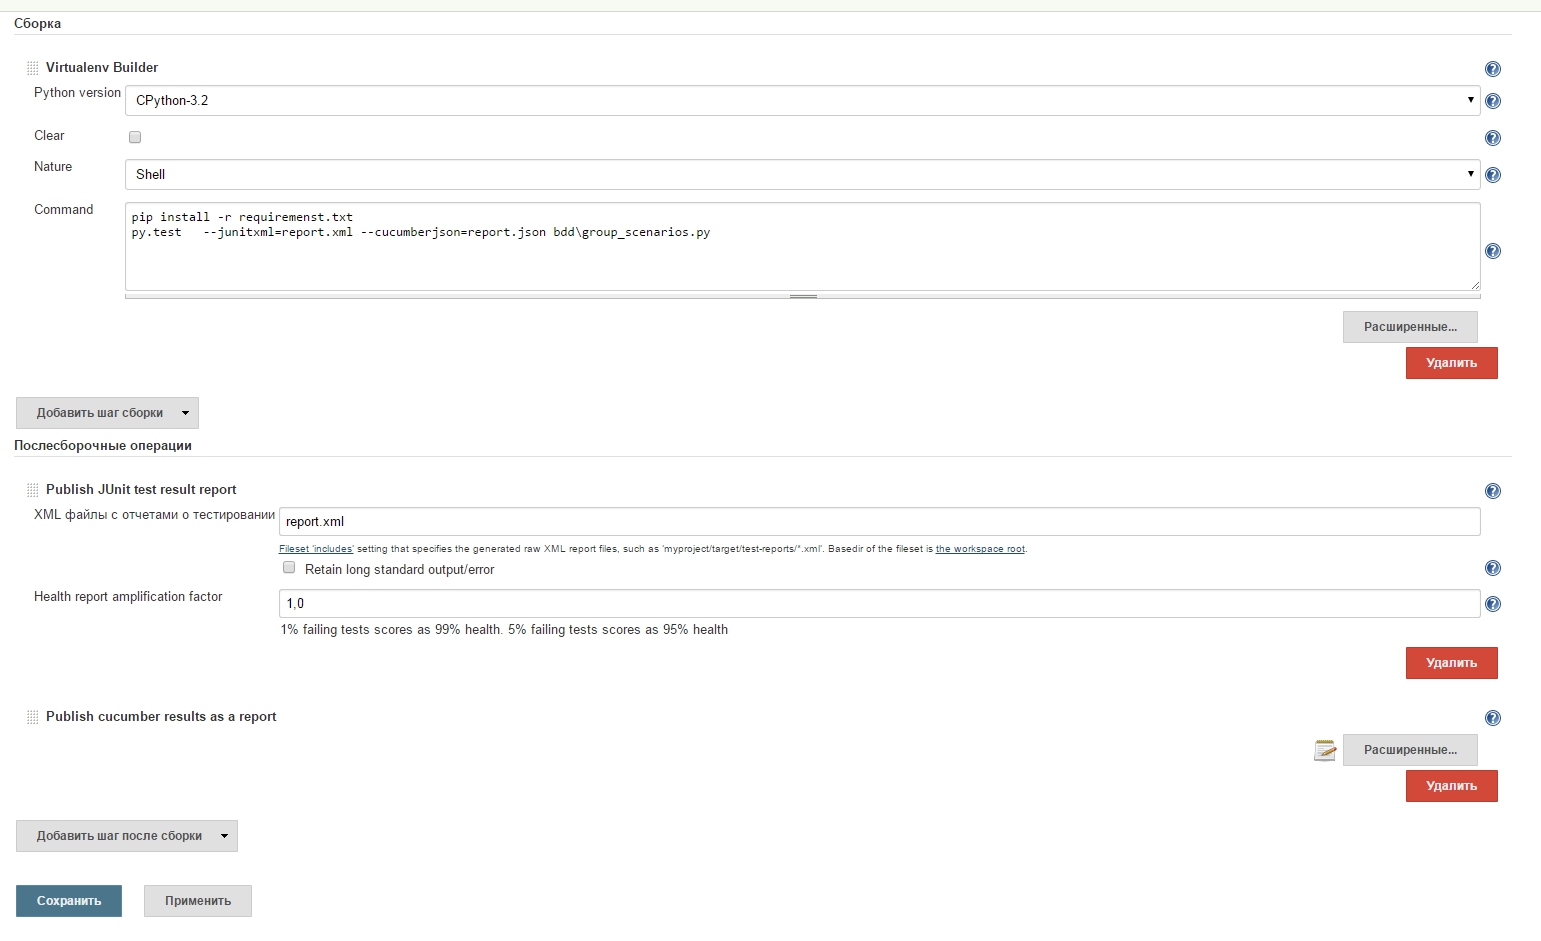 Сборка
Virtualenv Builder
Python version
CPython-3.2
Clear
Nature
Shell
Command
pip install -r requiremenst.txt
py.test   --junitxml=report.xml --cucumberjson=report.json bdd\group_scenarios.py
Расширенные...
Удалить
Добавить шаг сборки
Послесборочные операции
Publish JUnit test result report
XML файлы с отчетами о тестировании
report.xml
Fileset 'includes' setting that specifies the generated raw XML report files, such as 'myproject/target/test-reports/*.xml'. Basedir of the fileset is the workspace root.
Retain long standard output/error
Health report amplification factor
1,0
1% failing tests scores as 99% health. 5% failing tests scores as 95% health
Удалить
Publish cucumber results as a report
Расширенные...
Удалить
Добавить шаг после сборки
Сохранить
Применить